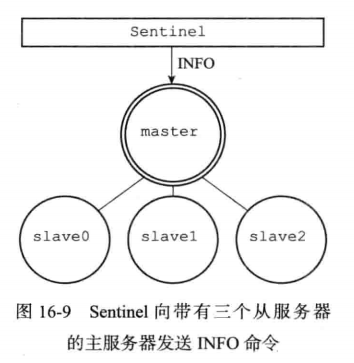 Sentinel
INFO
master
slave0
slave1
slave2
图 16-9 Sentinel 向带有三个从服务器
的主服务器发送 INFO 命令